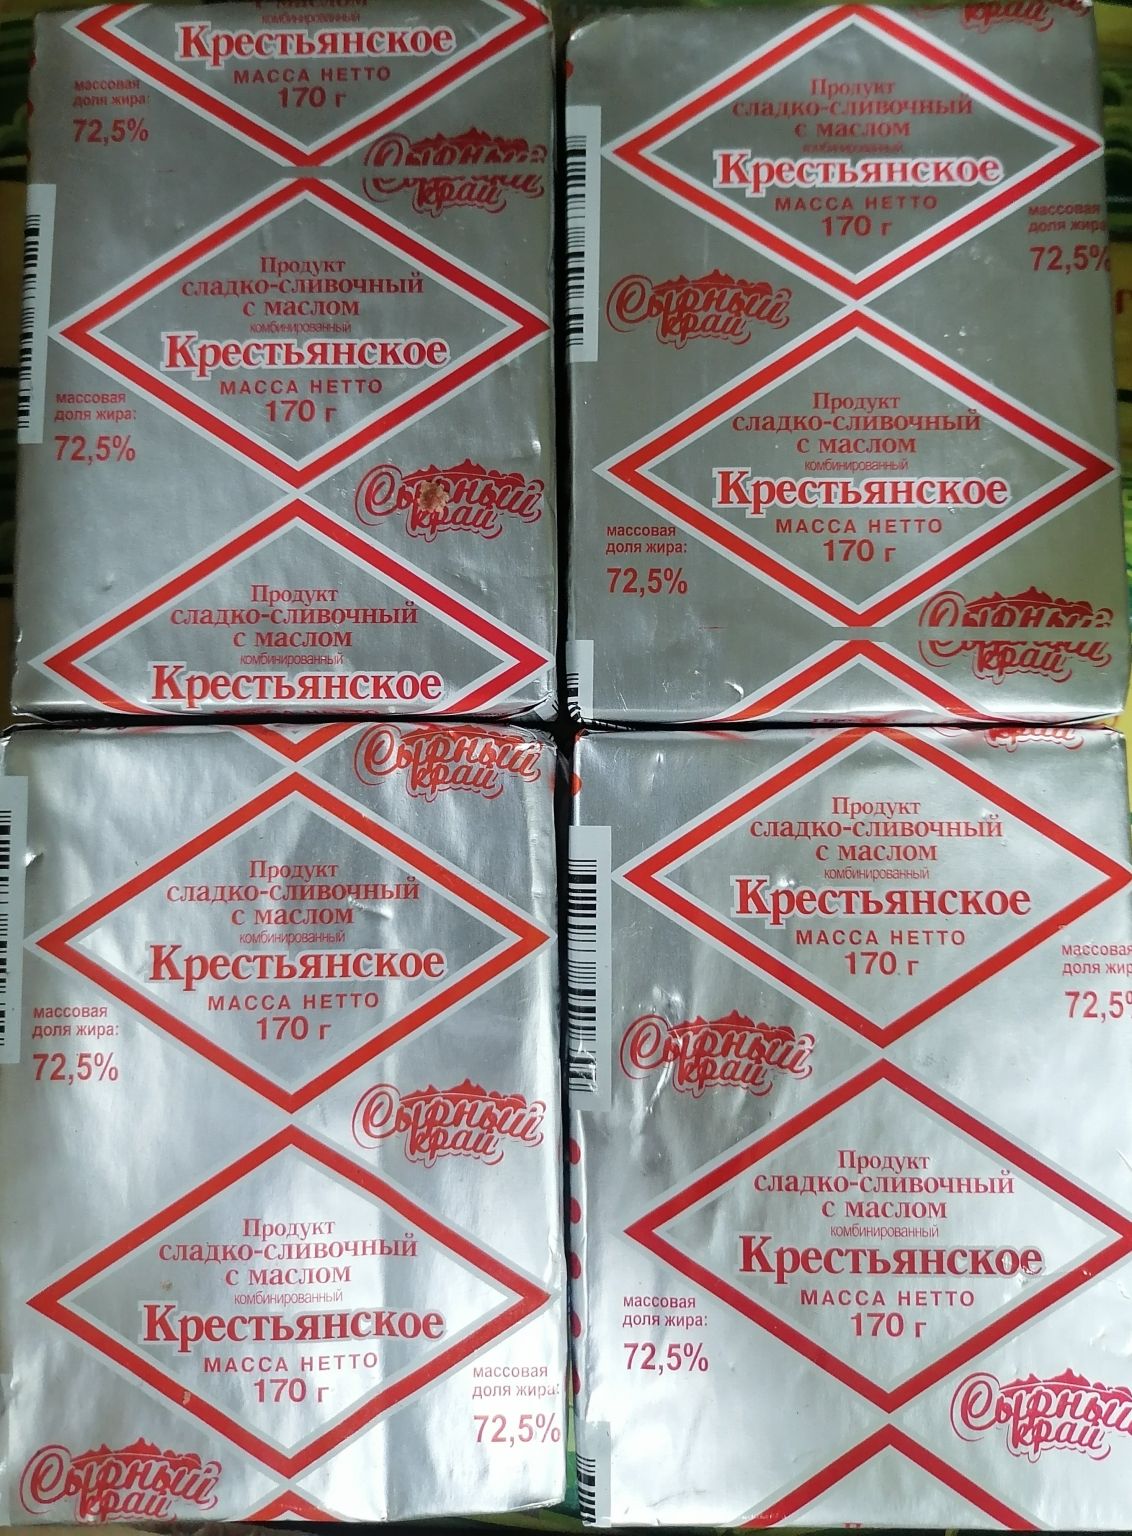 комбинированный
Крестьянское
МАССА НЕТТО
170 г
массовая
доля жира:
72,5%
Сырный
край
Продукт
сладко-сливочный
с маслом
комбинированный
Крестьянское
МАССА НЕТТО
170 г
массовая
доля жира:
72,5%
Сырный
край
Продукт
сладко-сливочный
с маслом
комбинированный
Крестьянское
край
Продукт
сладко-сливочный
с маслом
комбинированный
Крестьянское
МАССА НЕТТО
170 г
массовая
доля жира
72,5%
Сырный
край
Продукт
сладко-сливочный
с маслом
комбинированный
Крестьянское
МАССА НЕТТО
170 г
массовая
доля жира:
72,5%
Сырный
край
Сырный
край
Продукт
сладко-сливочный
с маслом
комбинированный
Крестьянское
МАССА НЕТТО
170 г
массовая
доля жира:
72,5%
Сырный
край
Продукт
сладко-сливочный
с маслом
комбинированный
Крестьянское
МАССА НЕТТО
170 г
массовая
доля жира:
72,5%
Сырный
край
край
Продукт
сладко-сливочный
с маслом
комбинированный
Крестьянское
МАССА НЕТТО
170 г
массовая
доля жир
72,5
Сырный
край
Продукт
сладко-сливочный
с маслом
комбинированный
Крестьянское
МАССА НЕТТО
170 г
массовая
доля жира:
72,5%
Сырный
край